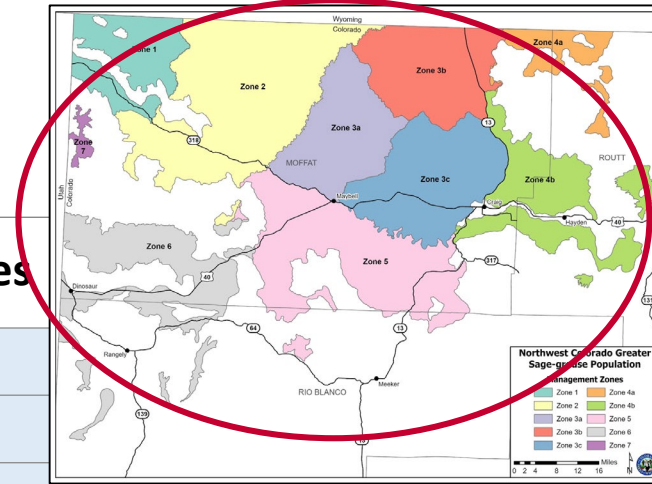 Wyoming
Colorado
Zone 1
Zone 2
Zone 3b
Zone 4a
Zone 3a
13
318
Zone 7
MOFFAT
Zone 3c
ROUTT
Zone 4b
Utah
Colorado
Maybell
Craig
Hayden
40
Zone 6
Zone 5
317
es
40
Dinosaur
131
64
13
Rangely
Meeker
RIO BLANCO
139
13
Northwest Colorado Greater
Sage-grouse Population
Management Zones
Zone 1 Zone 4a
Zone 2 Zone 4b
Zone 3a Zone 5
Zone 3b Zone 6
Zone 3c Zone 7
Miles
0 2 4 8 12 16
N